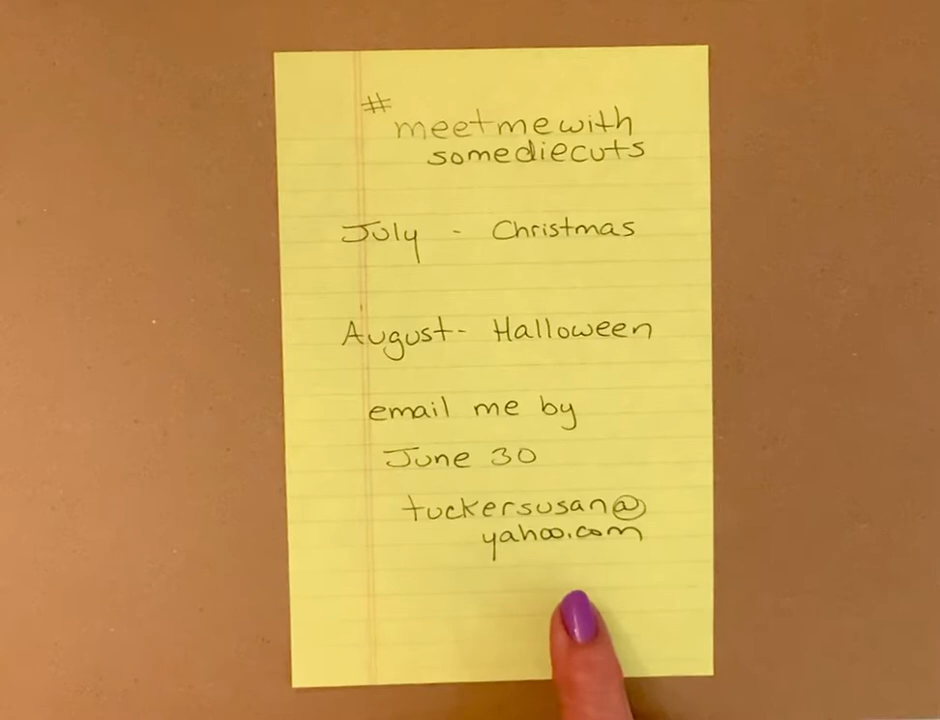 #
meetmewith
somediecuts
July - Christmas
August- Halloween
email me by
June 30
tuckersusan@
yahoo.com